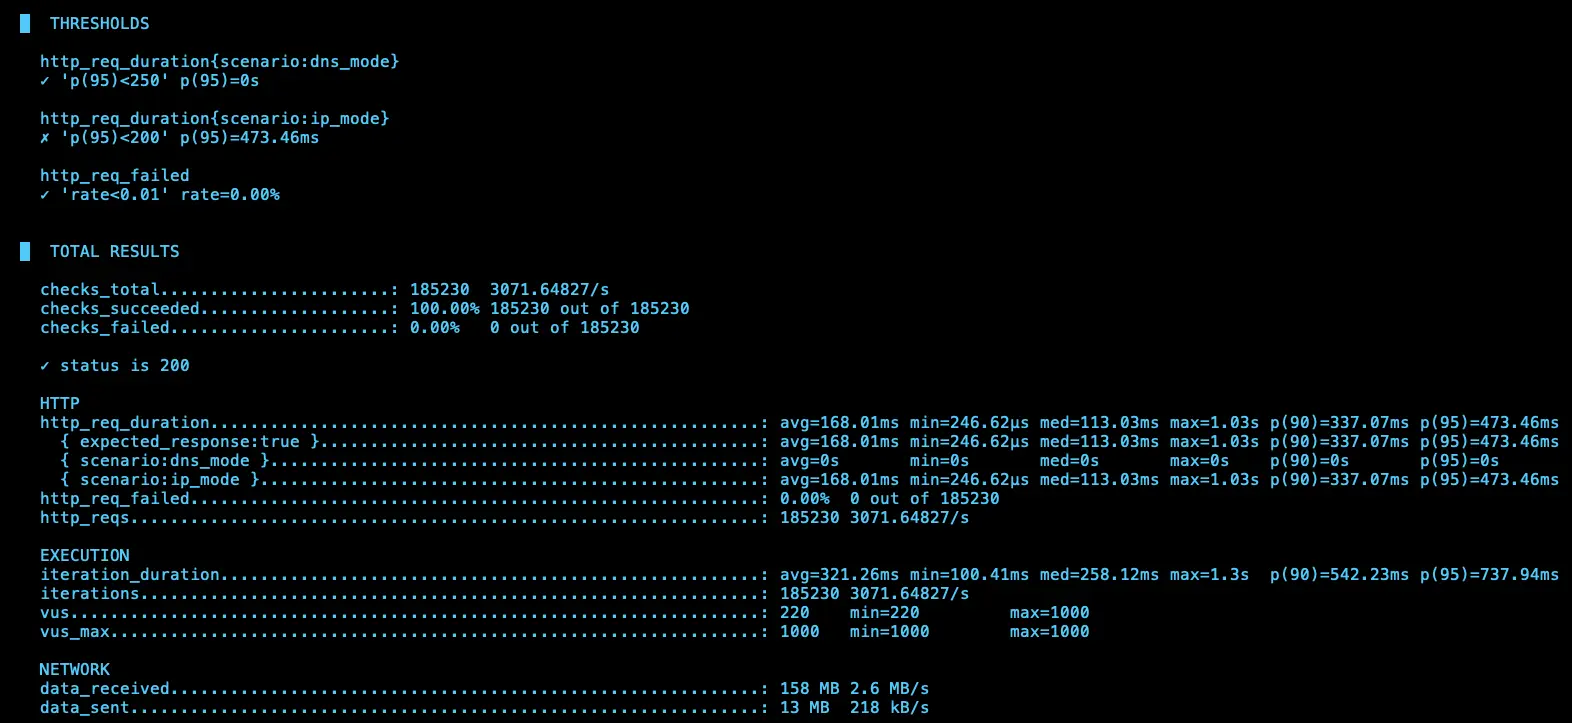 THRESHOLDS
http_req_duration{scenario:dns_mode}
✓ 'p(95)<250' p(95)=0s
http_req_duration{scenario:ip_mode}
✗ 'p(95)<200' p(95)=473.46ms
http_req_failed
✓ 'rate<0.01' rate=0.00%
TOTAL RESULTS
checks_total.......................: 185230 3071.64827/s
checks_succeeded...................: 100.00% 185230 out of 185230
checks_failed......................: 0.00% 0 out of 185230
✓ status is 200
HTTP
http_req_duration.......................................................: avg=168.01ms min=246.62µs med=113.03ms max=1.03s p(90)=337.07ms p(95)=473.46ms
{ expected_response:true }............................................: avg=168.01ms min=246.62µs med=113.03ms max=1.03s p(90)=337.07ms p(95)=473.46ms
{ scenario:dns_mode }.................................................: avg=0s min=0s med=0s max=0s p(90)=0s p(95)=0s
{ scenario:ip_mode }..................................................: avg=168.01ms min=246.62µs med=113.03ms max=1.03s p(90)=337.07ms p(95)=473.46ms
http_req_failed.........................................................: 0.00% 0 out of 185230
http_reqs...............................................................: 185230 3071.64827/s
EXECUTION
iteration_duration......................................................: avg=321.26ms min=100.41ms med=258.12ms max=1.3s p(90)=542.23ms p(95)=737.94ms
iterations..............................................................: 185230 3071.64827/s
vus.....................................................................: 220 min=220 max=1000
vus_max.................................................................: 1000 min=1000 max=1000
NETWORK
data_received...........................................................: 158 MB 2.6 MB/s
data_sent...............................................................: 13 MB 218 kB/s